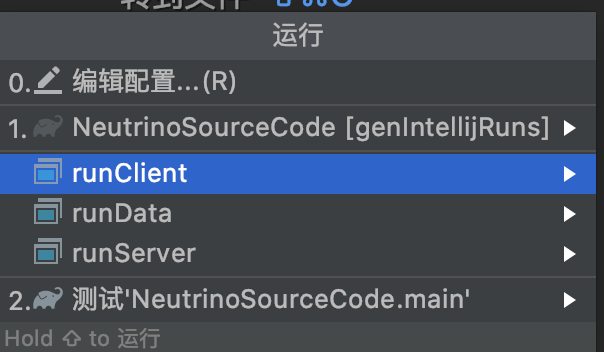 转到文件 ⇧⌘O
运行
0. 编辑配置...(R)
1. NeutrinoSourceCode [genIntellijRuns]
runClient
runData
runServer
2. 测试'NeutrinoSourceCode.main'
Hold ⇧ to 运行